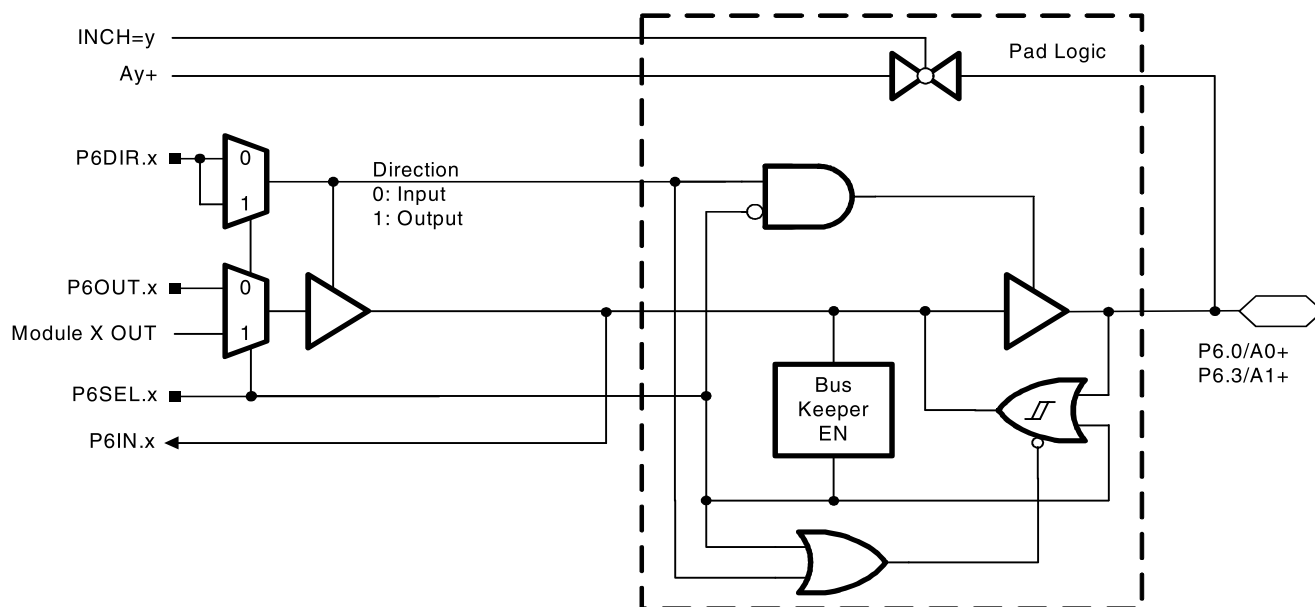 INCH=y
Pad Logic
Ay+
P6DIR.x
0
1
Direction
0: Input
1: Output
P6OUT.x
0
Module X OUT
1
P6.0/A0+
P6.3/A1+
P6SEL.x
Bus
Keeper
EN
P6IN.x